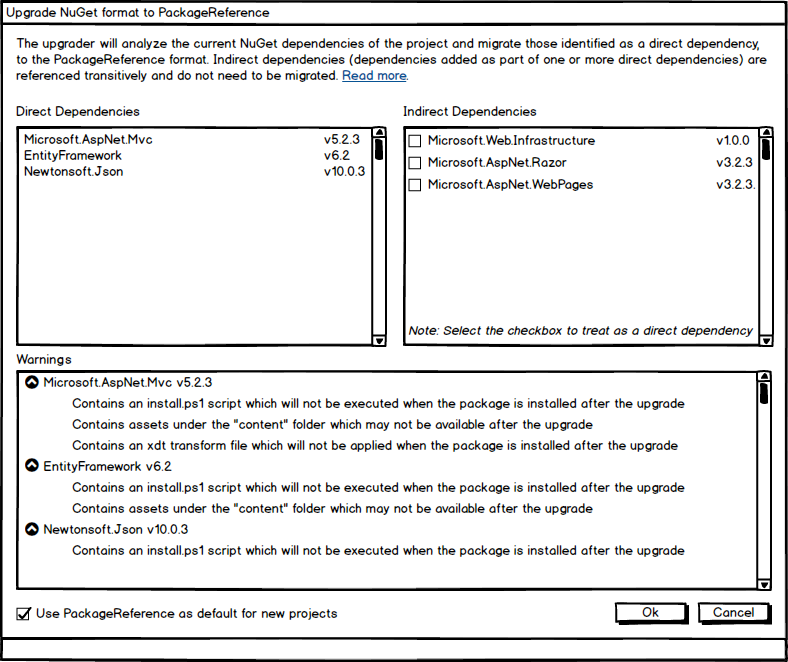 Upgrade NuGet format to PackageReference
The upgrader will analyze the current NuGet dependencies of the project and migrate those identified as a direct dependency,
to the PackageReference format. Indirect dependencies (dependencies added as part of one or more direct dependencies) are
referenced transitively and do not need to be migrated. Read more.
Direct Dependencies
Microsoft.AspNet.Mvc v5.2.3
EntityFramework v6.2
Newtonsoft.Json v10.0.3
Indirect Dependencies
Microsoft.Web.Infrastructure v1.0.0
Microsoft.AspNet.Razor v3.2.3
Microsoft.AspNet.WebPages v3.2.3.
Note: Select the checkbox to treat as a direct dependency
Warnings
Microsoft.AspNet.Mvc v5.2.3
Contains an install.ps1 script which will not be executed when the package is installed after the upgrade
Contains assets under the "content" folder which may not be available after the upgrade
Contains an xdt transform file which will not be applied when the package is installed after the upgrade
EntityFramework v6.2
Contains an install.ps1 script which will not be executed when the package is installed after the upgrade
Contains assets under the "content" folder which may not be available after the upgrade
Newtonsoft.Json v10.0.3
Contains an install.ps1 script which will not be executed when the package is installed after the upgrade
Use PackageReference as default for new projects
Ok
Cancel